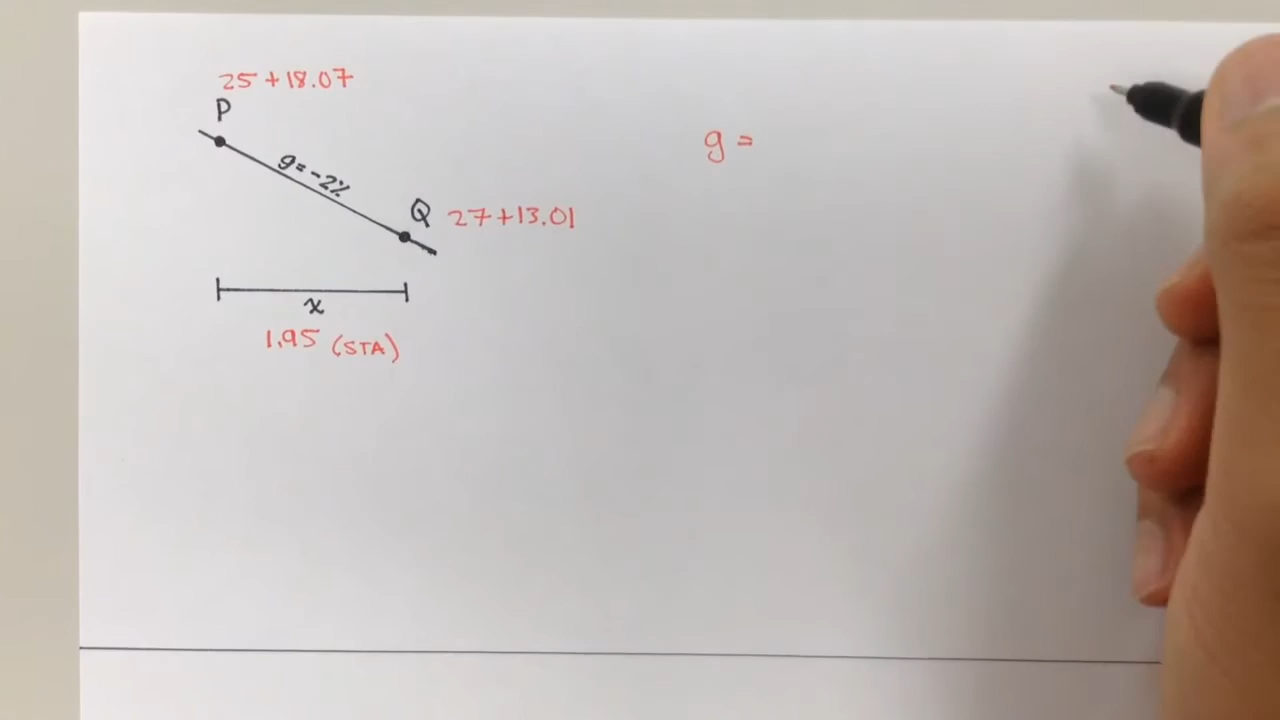 25+18.07
P
g=-2%
Q 27+13.01
x
1.95 (STA)
g =